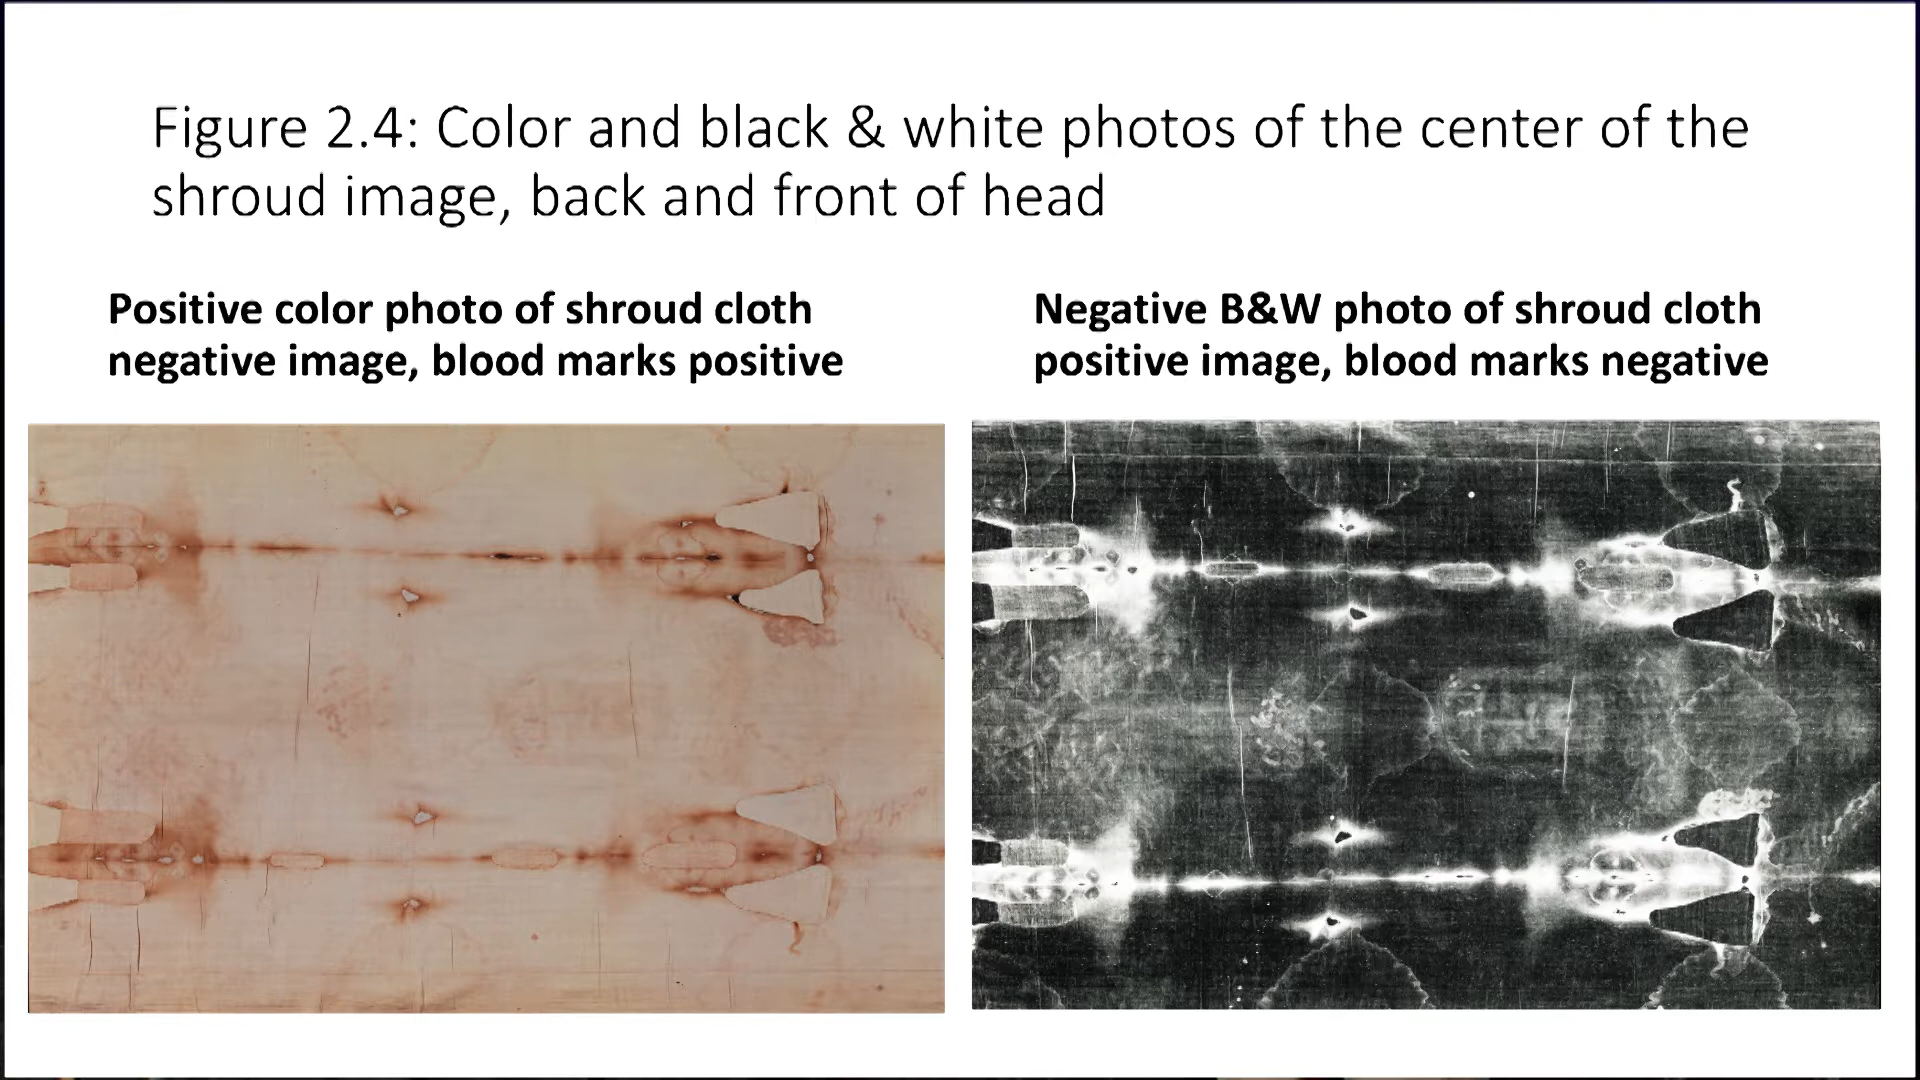 Figure 2.4: Color and black & white photos of the center of the
shroud image, back and front of head
Positive color photo of shroud cloth
negative image, blood marks positive
Negative B&W photo of shroud cloth
positive image, blood marks negative